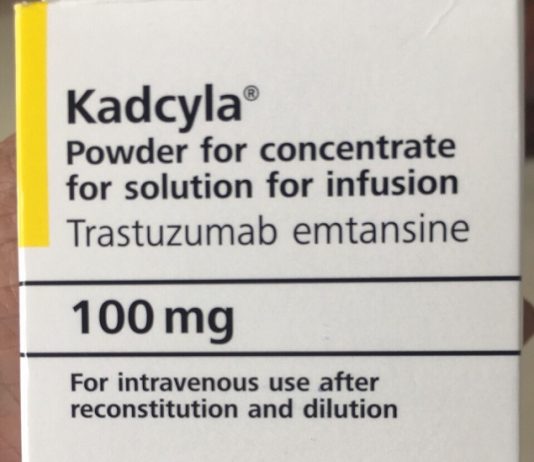 Kadcyla®
Powder for concentrate
for solution for infusion
Trastuzumab emtansine
100 mg
For intravenous use after
reconstitution and dilution